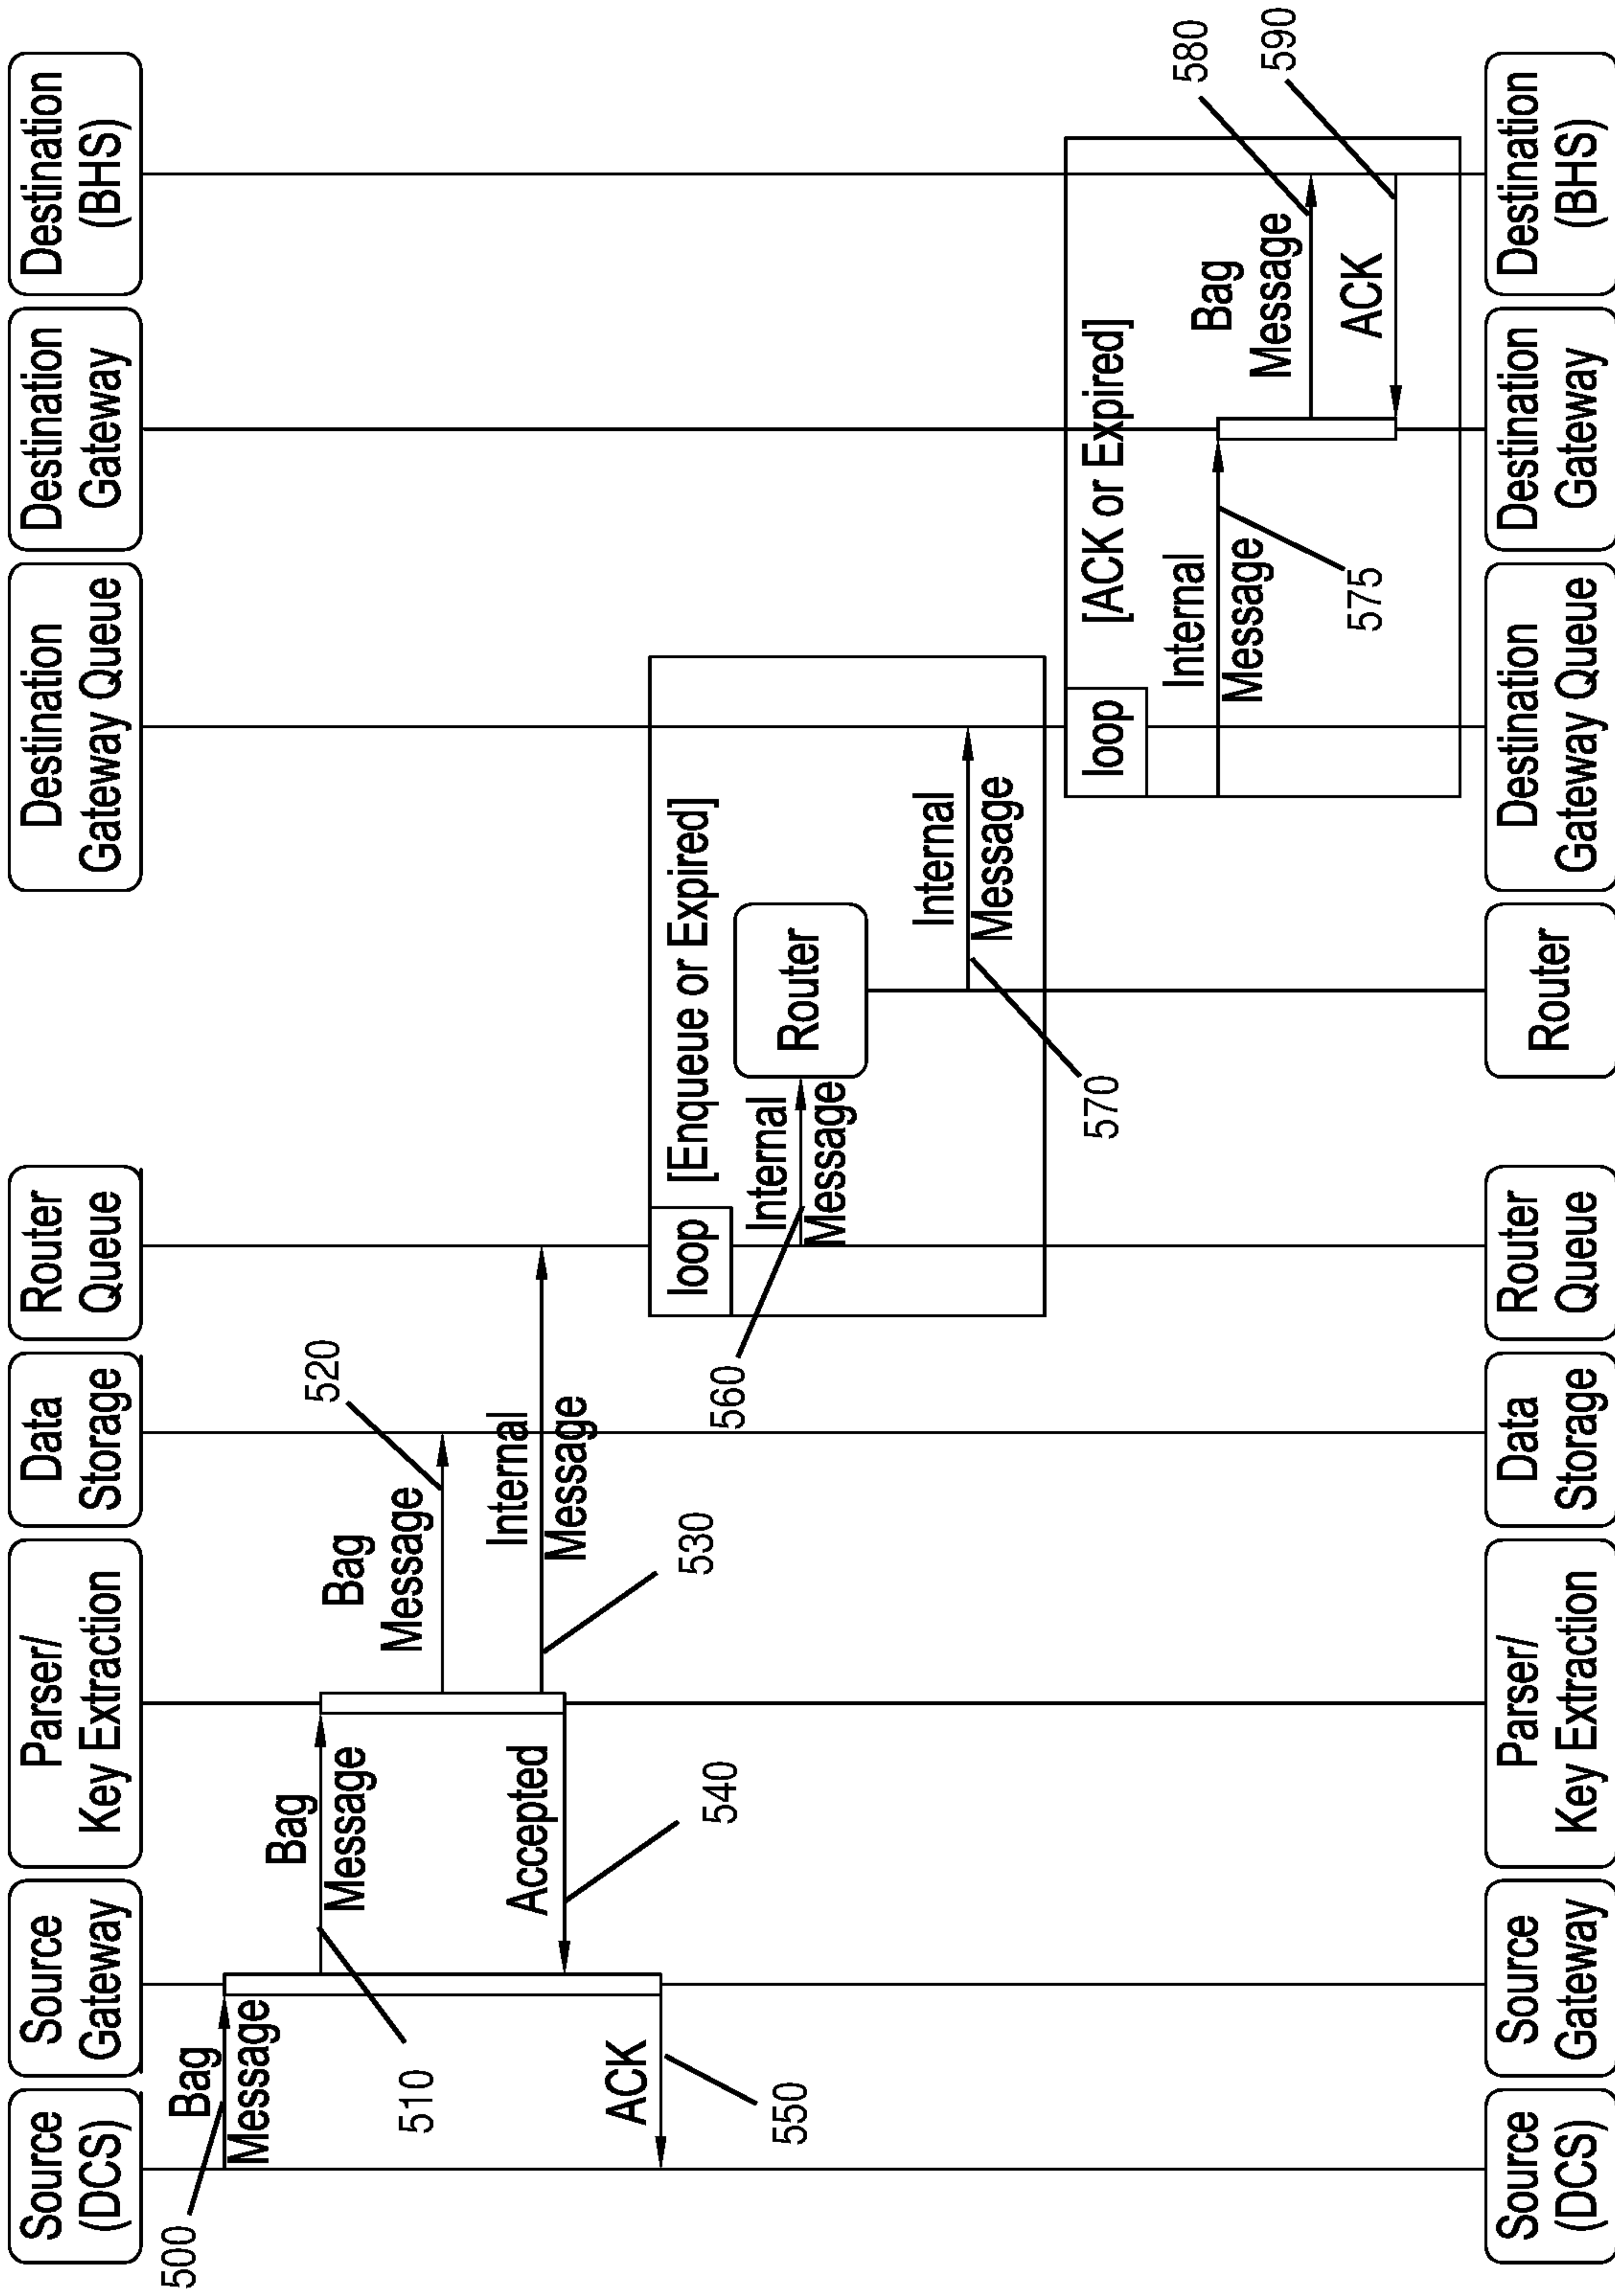 Source
(DCS)
Source
Gateway
Parser/
Key Extraction
Data
Storage
Router
Queue
Destination
Gateway Queue
Destination
Gateway
Destination
(BHS)
500
Bag
Message
Bag
Message
510
Bag
Message
520
Internal
Message
530
Accepted
540
ACK
550
loop
[Enqueue or Expired]
Internal
Message
560
Router
Internal
Message
570
loop
[ACK or Expired]
Internal
Message
575
Bag
Message
580
ACK
590
Source
(DCS)
Source
Gateway
Parser/
Key Extraction
Data
Storage
Router
Queue
Router
Destination
Gateway Queue
Destination
Gateway
Destination
(BHS)